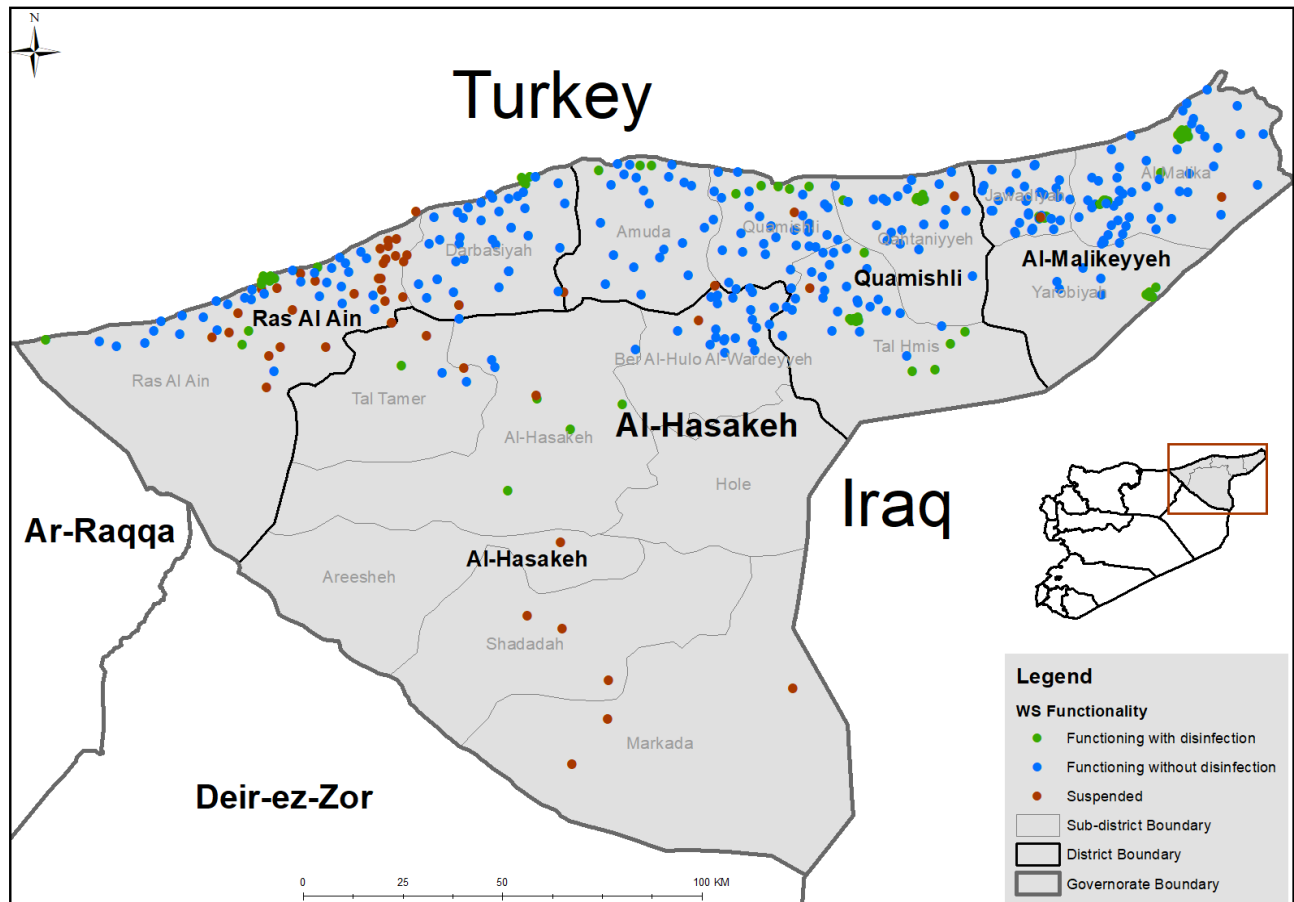 N
Turkey
Al Malika
Jawadiyah
Amuda
Quamishli
Qahtaniyyeh
Darbasiyah
Al-Malikeyyeh
Quamishli
Yarobiyah
Ras Al Ain
Tal Hmis
Ber Al-Hulo Al-Wardeyyeh
Ras Al Ain
Tal Tamer
Al-Hasakeh
Al-Hasakeh
Hole
Iraq
Ar-Raqqa
Al-Hasakeh
Areesheh
Shadadah
Markada
Deir-ez-Zor
Legend
WS Functionality
Functioning with disinfection
Functioning without disinfection
Suspended
Sub-district Boundary
District Boundary
Governorate Boundary
0 25 50 100 KM